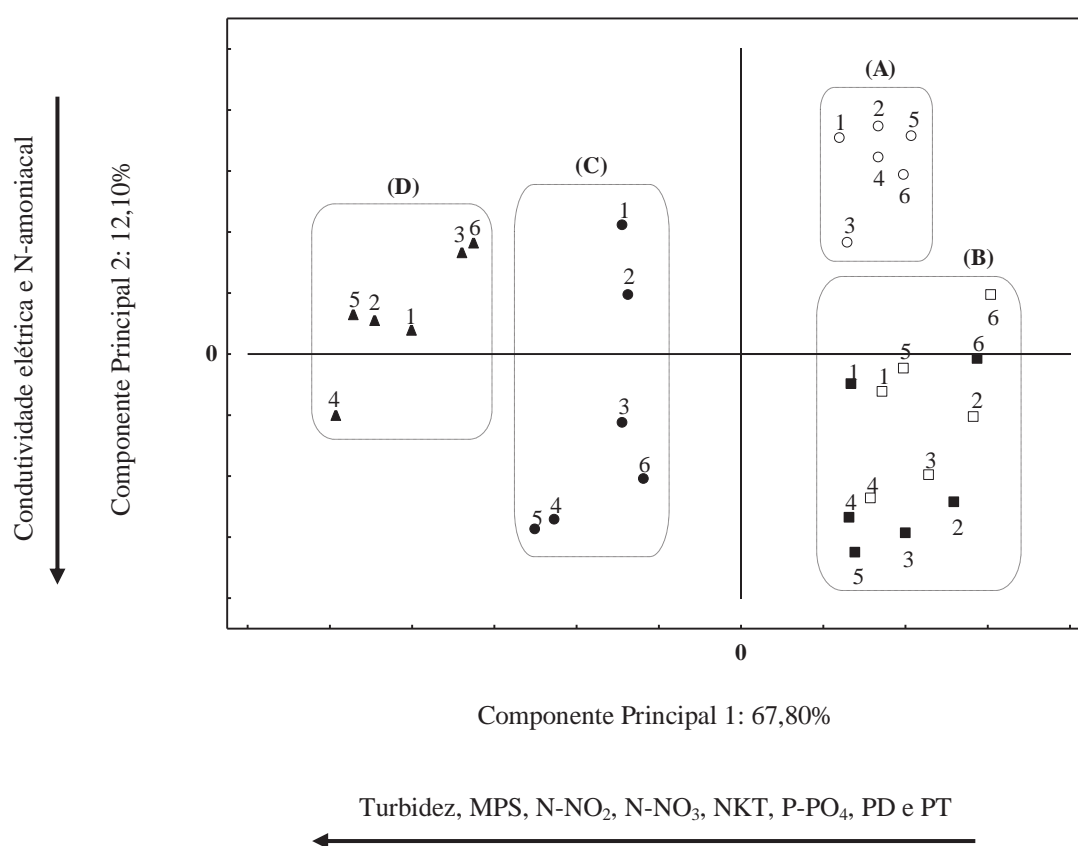 (A)
1 2 5
4 6
3
(C)
(D)
1
2
3
6
5 4
3 6
5 2 1
4
(B)
6
6
5
1 1
2
3
4 4
2
3
5
0
0
Condutividade elétrica e N-amoniacal
Componente Principal 2: 12,10%
Componente Principal 1: 67,80%
Turbidez, MPS, N-NO₂, N-NO₃, NKT, P-PO₄, PD e PT